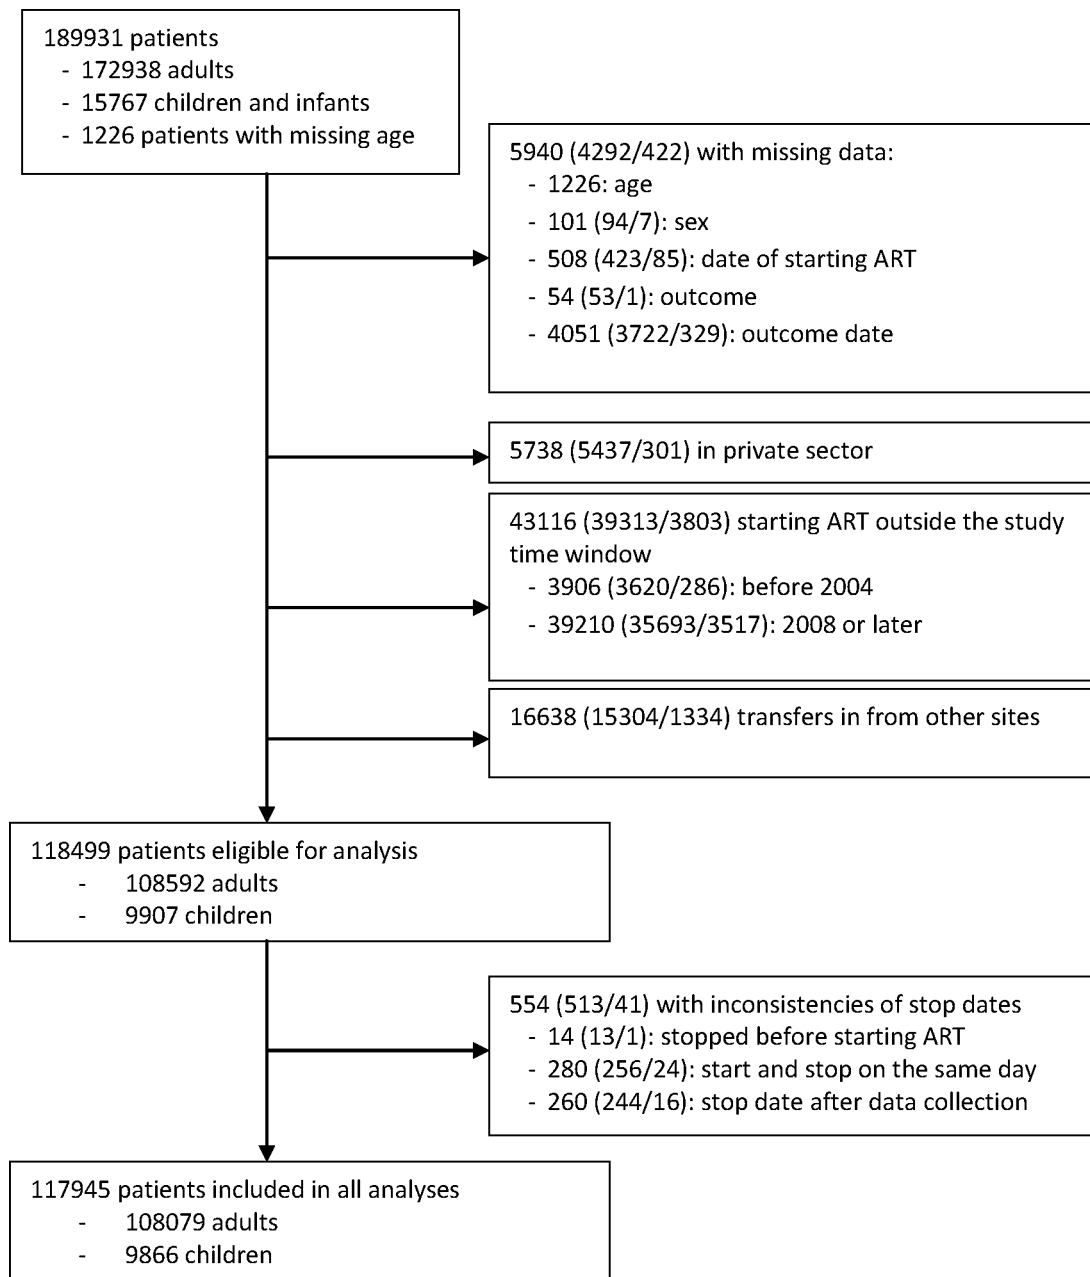 189931 patients
- 172938 adults
- 15767 children and infants
- 1226 patients with missing age
5940 (4292/422) with missing data:
- 1226: age
- 101 (94/7): sex
- 508 (423/85): date of starting ART
- 54 (53/1): outcome
- 4051 (3722/329): outcome date
5738 (5437/301) in private sector
43116 (39313/3803) starting ART outside the study
time window
- 3906 (3620/286): before 2004
- 39210 (35693/3517): 2008 or later
16638 (15304/1334) transfers in from other sites
118499 patients eligible for analysis
- 108592 adults
- 9907 children
554 (513/41) with inconsistencies of stop dates
- 14 (13/1): stopped before starting ART
- 280 (256/24): start and stop on the same day
- 260 (244/16): stop date after data collection
117945 patients included in all analyses
- 108079 adults
- 9866 children